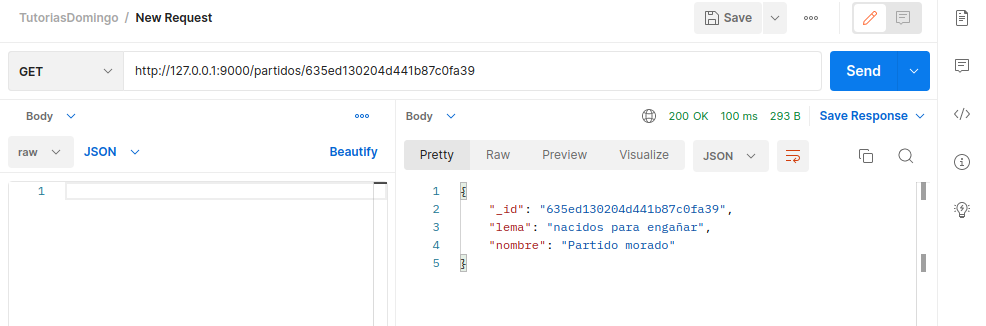 TutoriasDomingo / New Request
Save
GET
http://127.0.0.1:9000/partidos/635ed130204d441b87c0fa39
Send
Body
raw
JSON
Beautify
1
Body
200 OK 100 ms 293 B
Save Response
Pretty Raw Preview Visualize
JSON
1 {
2 "_id": "635ed130204d441b87c0fa39",
3 "lema": "nacidos para engañar",
4 "nombre": "Partido morado"
5 }